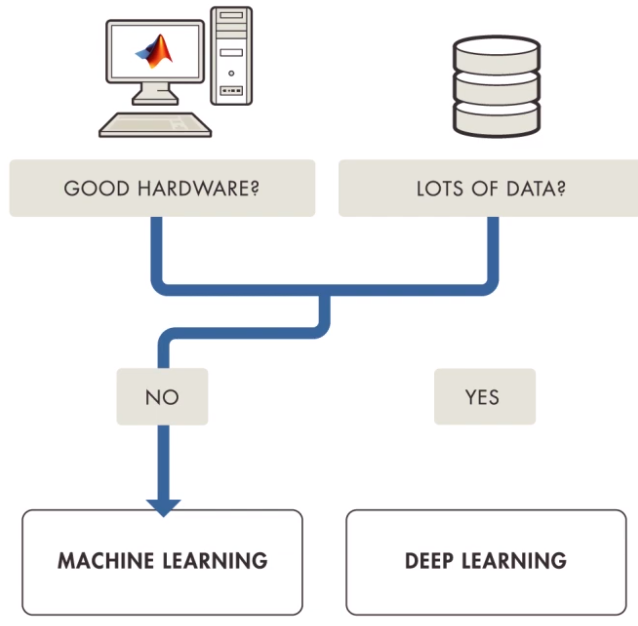 GOOD HARDWARE?
LOTS OF DATA?
NO
YES
MACHINE LEARNING
DEEP LEARNING